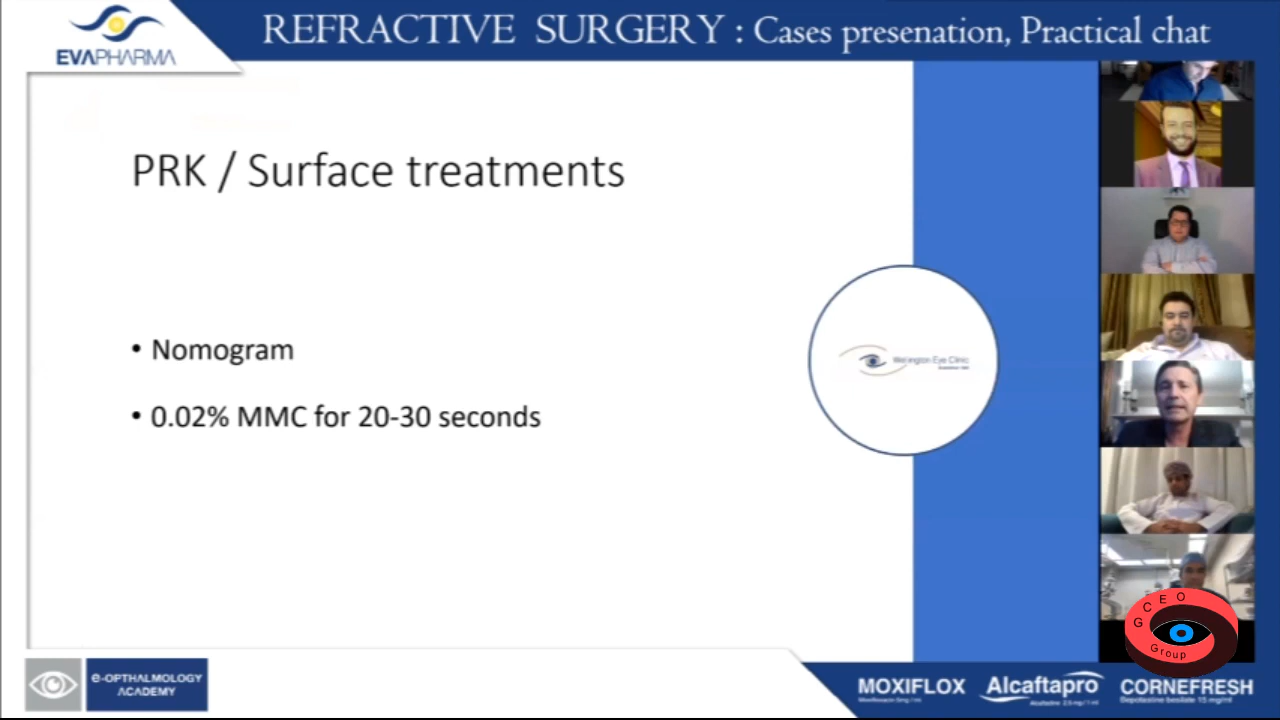 EVAPHARMA
REFRACTIVE SURGERY : Cases presenation, Practical chat
PRK / Surface treatments
• Nomogram
• 0.02% MMC for 20-30 seconds
Wellington Eye Clinic
GCEO
Group
e-OPTHALMOLOGY
ACADEMY
MOXIFLOX
Alcaftapro
CORNEFRESH